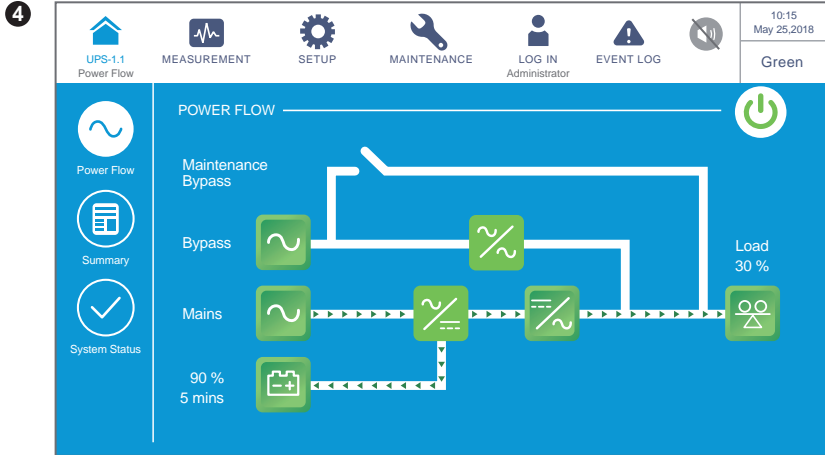 4
UPS-1.1
Power Flow
MEASUREMENT
SETUP
MAINTENANCE
LOG IN
Administrator
EVENT LOG
10:15
May 25,2018
Green
Power Flow
Summary
System Status
POWER FLOW
Maintenance
Bypass
Bypass
Mains
90 %
5 mins
Load
30 %